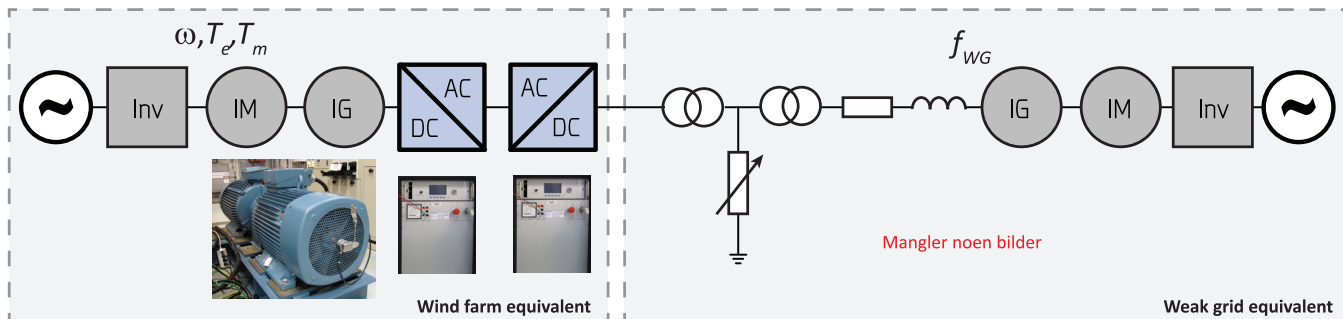 ω,Tₑ,Tₘ
Inv
IM
IG
AC
DC
AC
DC
Wind farm equivalent
f_WG
IG
IM
Inv
Mangler noen bilder
Weak grid equivalent